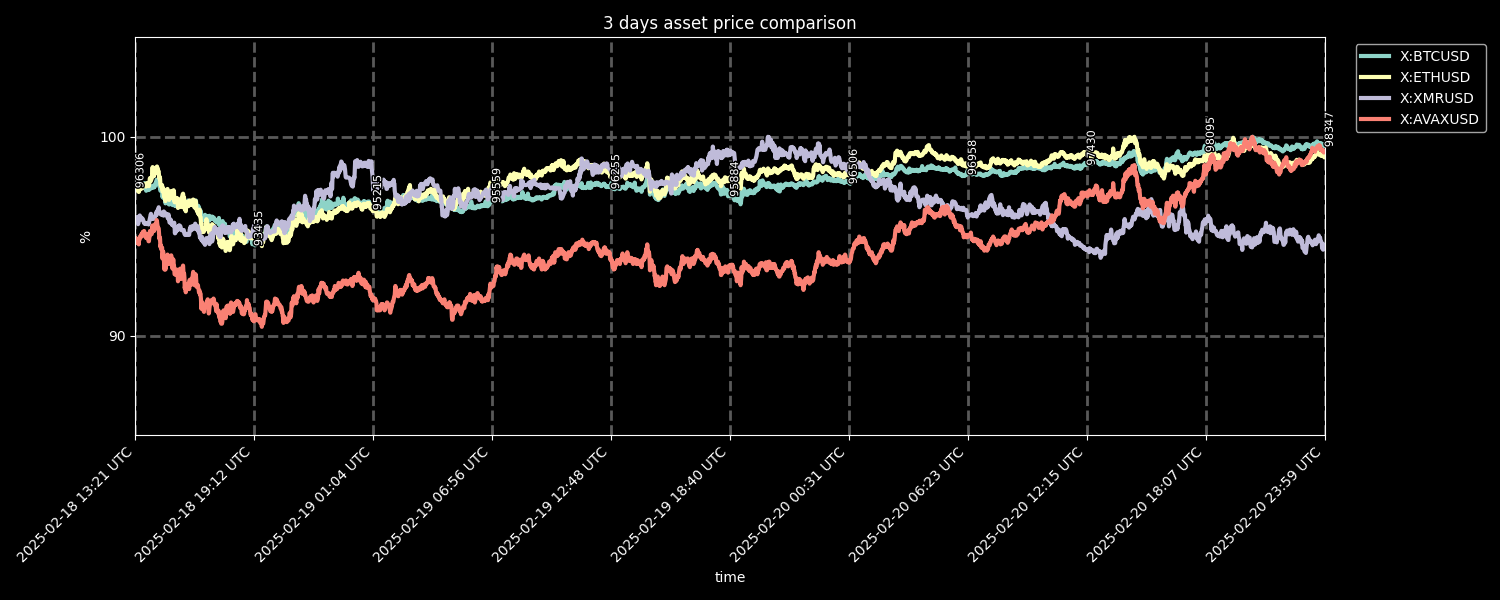 3 days asset price comparison
X:BTCUSD
X:ETHUSD
X:XMRUSD
X:AVAXUSD
100
90
%
96306
93435
95215
95559
96255
95884
96506
96958
97430
98095
98347
2025-02-18 13:21 UTC
2025-02-18 19:12 UTC
2025-02-19 01:04 UTC
2025-02-19 06:56 UTC
2025-02-19 12:48 UTC
2025-02-19 18:40 UTC
2025-02-20 00:31 UTC
2025-02-20 06:23 UTC
2025-02-20 12:15 UTC
2025-02-20 18:07 UTC
2025-02-20 23:59 UTC
time